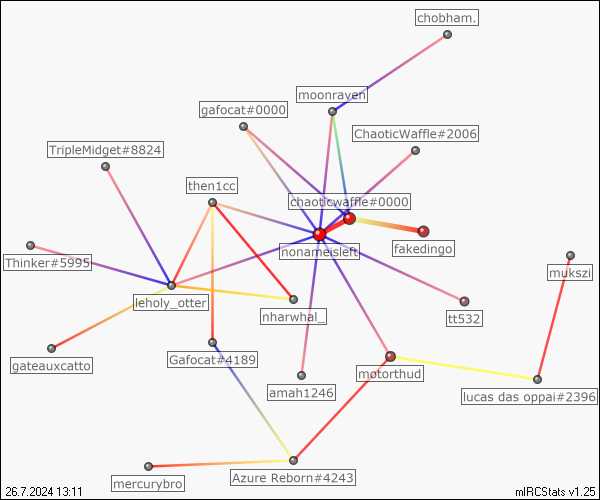 chobham.
moonraven
gafocat#0000
ChaoticWaffle#2006
TripleMidget#8824
then1cc
chaoticwaffle#0000
fakedingo
nonameisleft
Thinker#5995
mukszi
leholy_otter
nharwhal_
tt532
Gafocat#4189
gateauxcatto
motorthud
amah1246
lucas das oppai#2396
mercurybro
Azure Reborn#4243
26.7.2024 13:11
mIRCStats v1.25